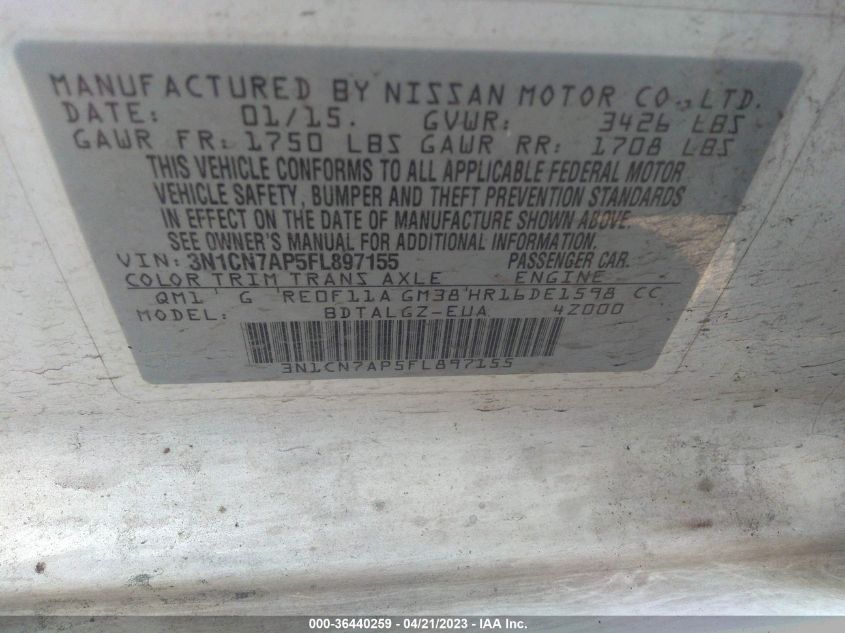 MANUFACTURED BY NISSAN MOTOR CO., LTD.
DATE: 01/15. GVWR: 3426 LBS
GAWR FR: 1750 LBS GAWR RR: 1708 LBS
THIS VEHICLE CONFORMS TO ALL APPLICABLE FEDERAL MOTOR
VEHICLE SAFETY, BUMPER AND THEFT PREVENTION STANDARDS
IN EFFECT ON THE DATE OF MANUFACTURE SHOWN ABOVE.
SEE OWNER'S MANUAL FOR ADDITIONAL INFORMATION.
VIN: 3N1CN7AP5FL897155 PASSENGER CAR.
COLOR TRIM TRANS AXLE ENGINE
QM1 G RE0F11A GM38 HR16DE1598 CC
MODEL: BDTALGZ-EUA 4Z000
3N1CN7AP5FL897155
000-36440259 - 04/21/2023 - IAA Inc.